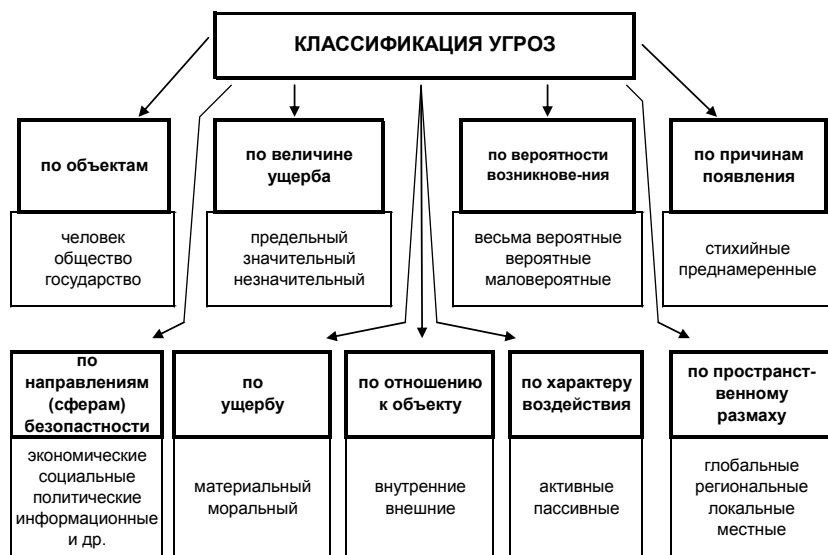 КЛАССИФИКАЦИЯ УГРОЗ
по объектам
человек
общество
государство
по величине
ущерба
предельный
значительный
незначительный
по вероятности
возникнове-ния
весьма вероятные
вероятные
маловероятные
по причинам
появления
стихийные
преднамеренные
по
направлениям
(сферам)
безопастности
экономические
социальные
политические
информационные
и др.
по
ущербу
материальный
моральный
по отношению
к объекту
внутренние
внешние
по характеру
воздействия
активные
пассивные
по пространст-
венному
размаху
глобальные
региональные
локальные
местные